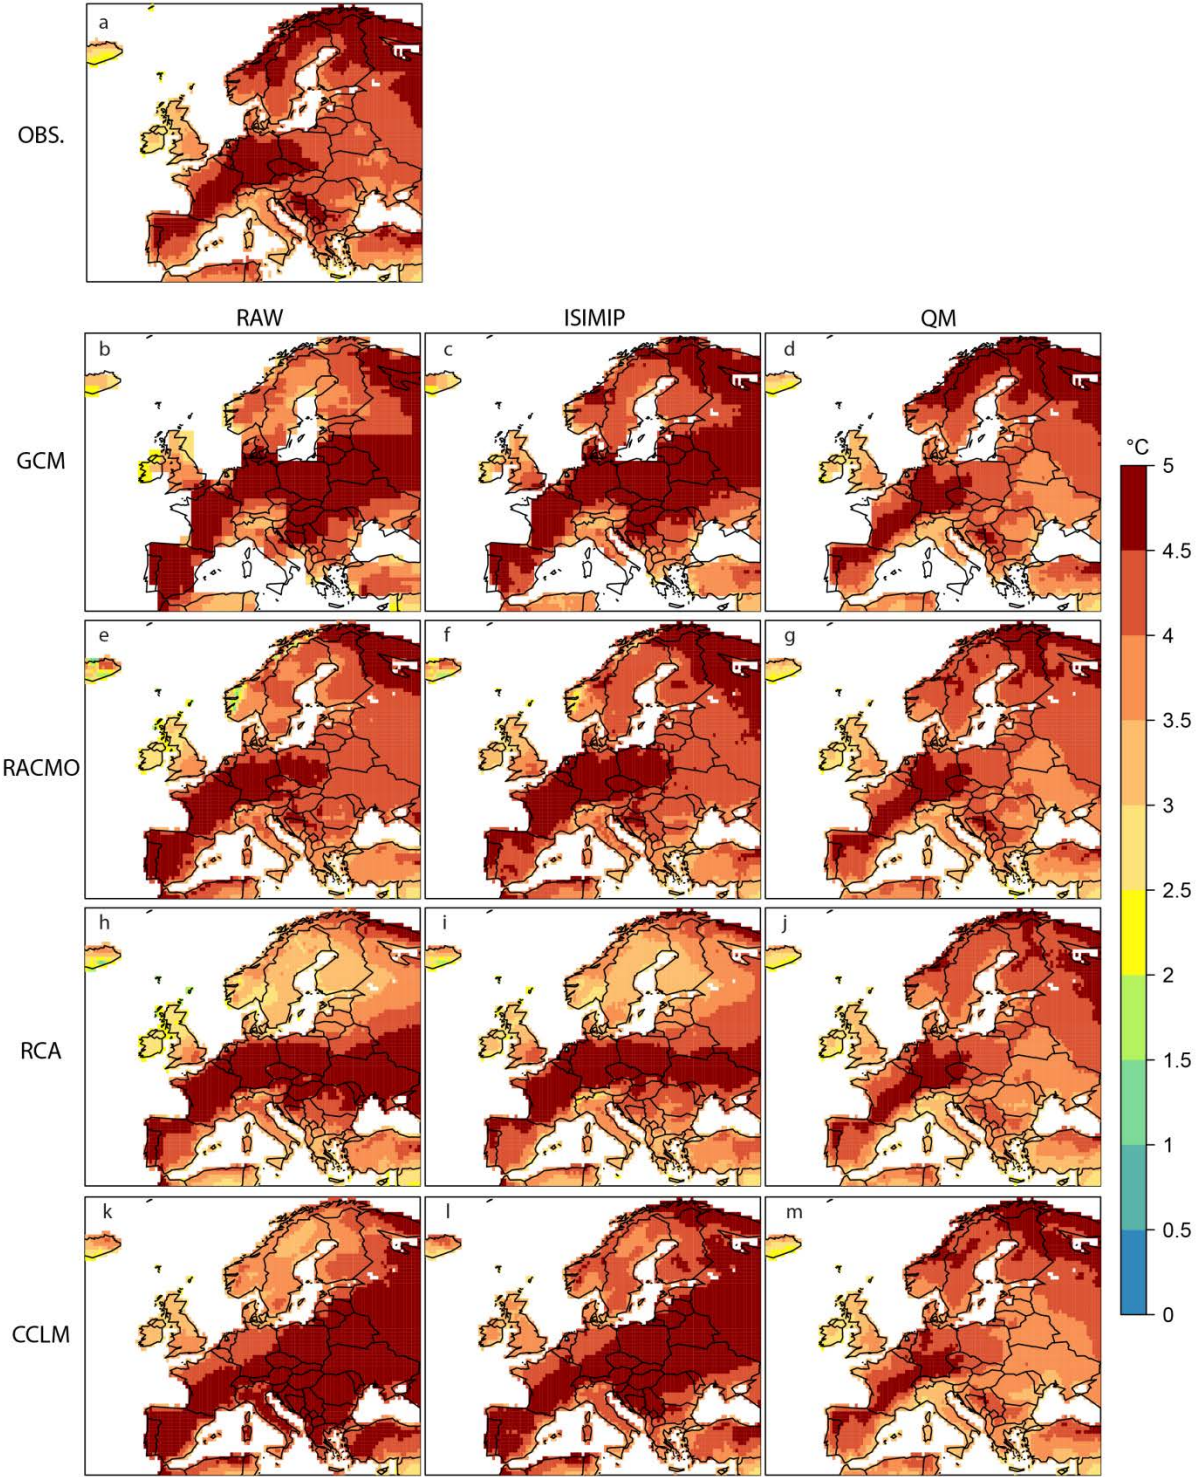 a
OBS.
RAW ISIMIP QM
b c d
GCM
°C
5
4.5
4
3.5
3
2.5
2
1.5
1
0.5
0
e f g
RACMO
h i j
RCA
k l m
CCLM